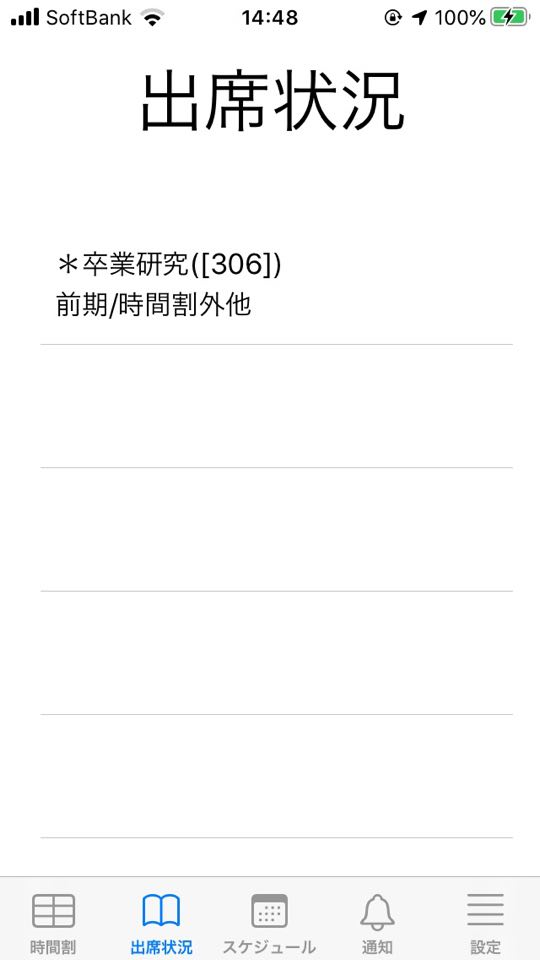 SoftBank 14:48 100%
出席状況
＊卒業研究([306])
前期/時間割外他
時間割 出席状況 スケジュール 通知 設定